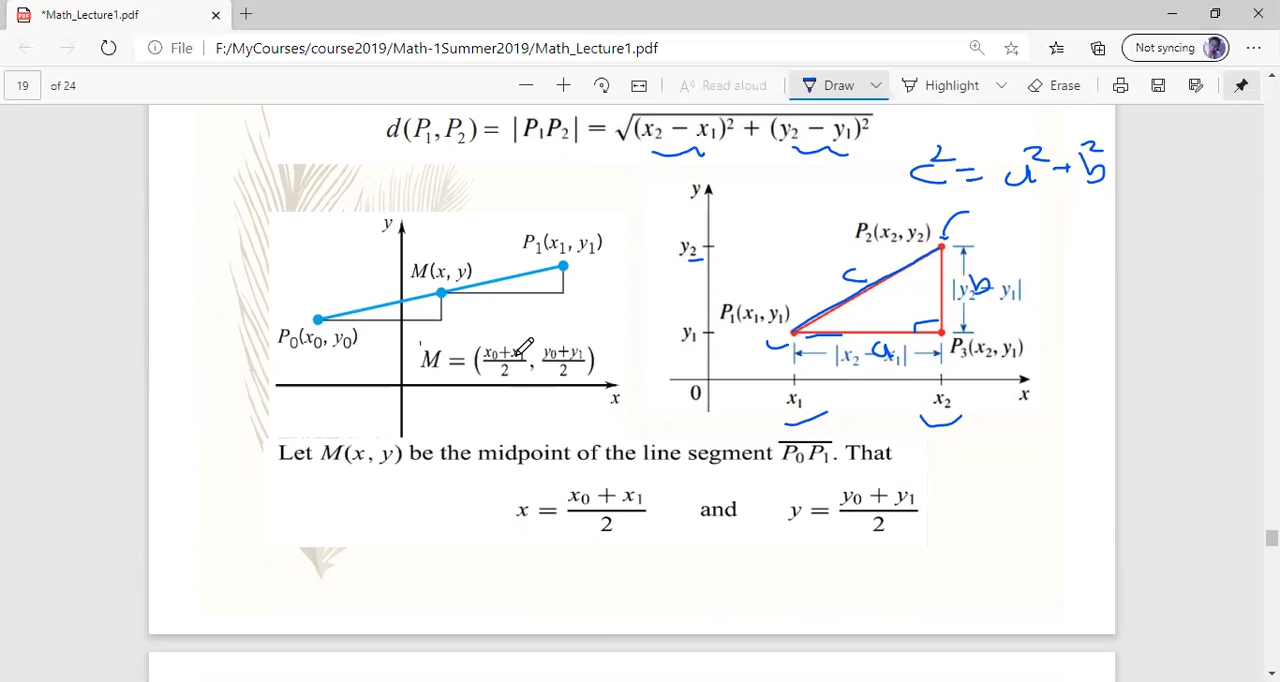 *Math_Lecture1.pdf
File F:/MyCourses/course2019/Math-1Summer2019/Math_Lecture1.pdf Not syncing
19 of 24 Read aloud Draw Highlight Erase
d(P₁, P₂) = |P₁P₂| = √(x₂ − x₁)² + (y₂ − y₁)²
c² = a² + b²
y
y
P₂(x₂, y₂)
P₁(x₁, y₁)
y₂
M(x, y)
c
b
|y₂ − y₁|
P₁(x₁, y₁)
P₀(x₀, y₀)
y₁
a
|x₂ − x₁|
P₃(x₂, y₁)
M = (x₀+x₁/2, y₀+y₁/2)
x
0
x₁
x₂
x
Let M(x, y) be the midpoint of the line segment P₀P₁. That
x = x₀ + x₁/2 and y = y₀ + y₁/2